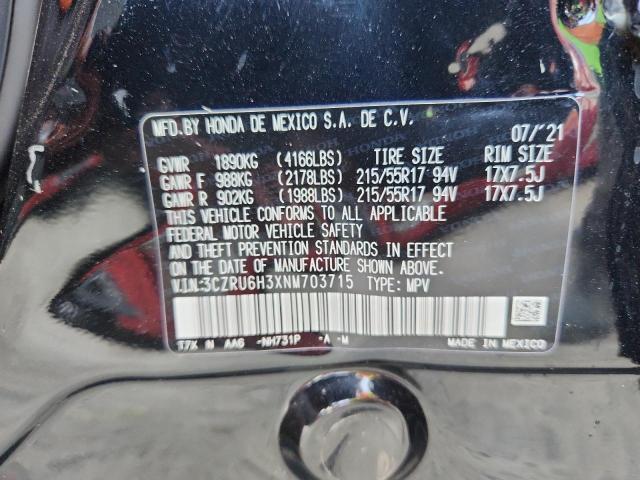 MFD.BY HONDA DE MEXICO S.A. DE C.V. 07/'21
GVWR 1890KG (4166LBS) TIRE SIZE RIM SIZE
GAWR F 988KG (2178LBS) 215/55R17 94V 17X7.5J
GAWR R 902KG (1988LBS) 215/55R17 94V 17X7.5J
THIS VEHICLE CONFORMS TO ALL APPLICABLE
FEDERAL MOTOR VEHICLE SAFETY
AND THEFT PREVENTION STANDARDS IN EFFECT
ON THE DATE OF MANUFACTURE SHOWN ABOVE.
V.I.N:3CZRU6H3XNM703715 TYPE: MPV
T7X N AA6 -NH731P -A -M MADE IN MEXICO